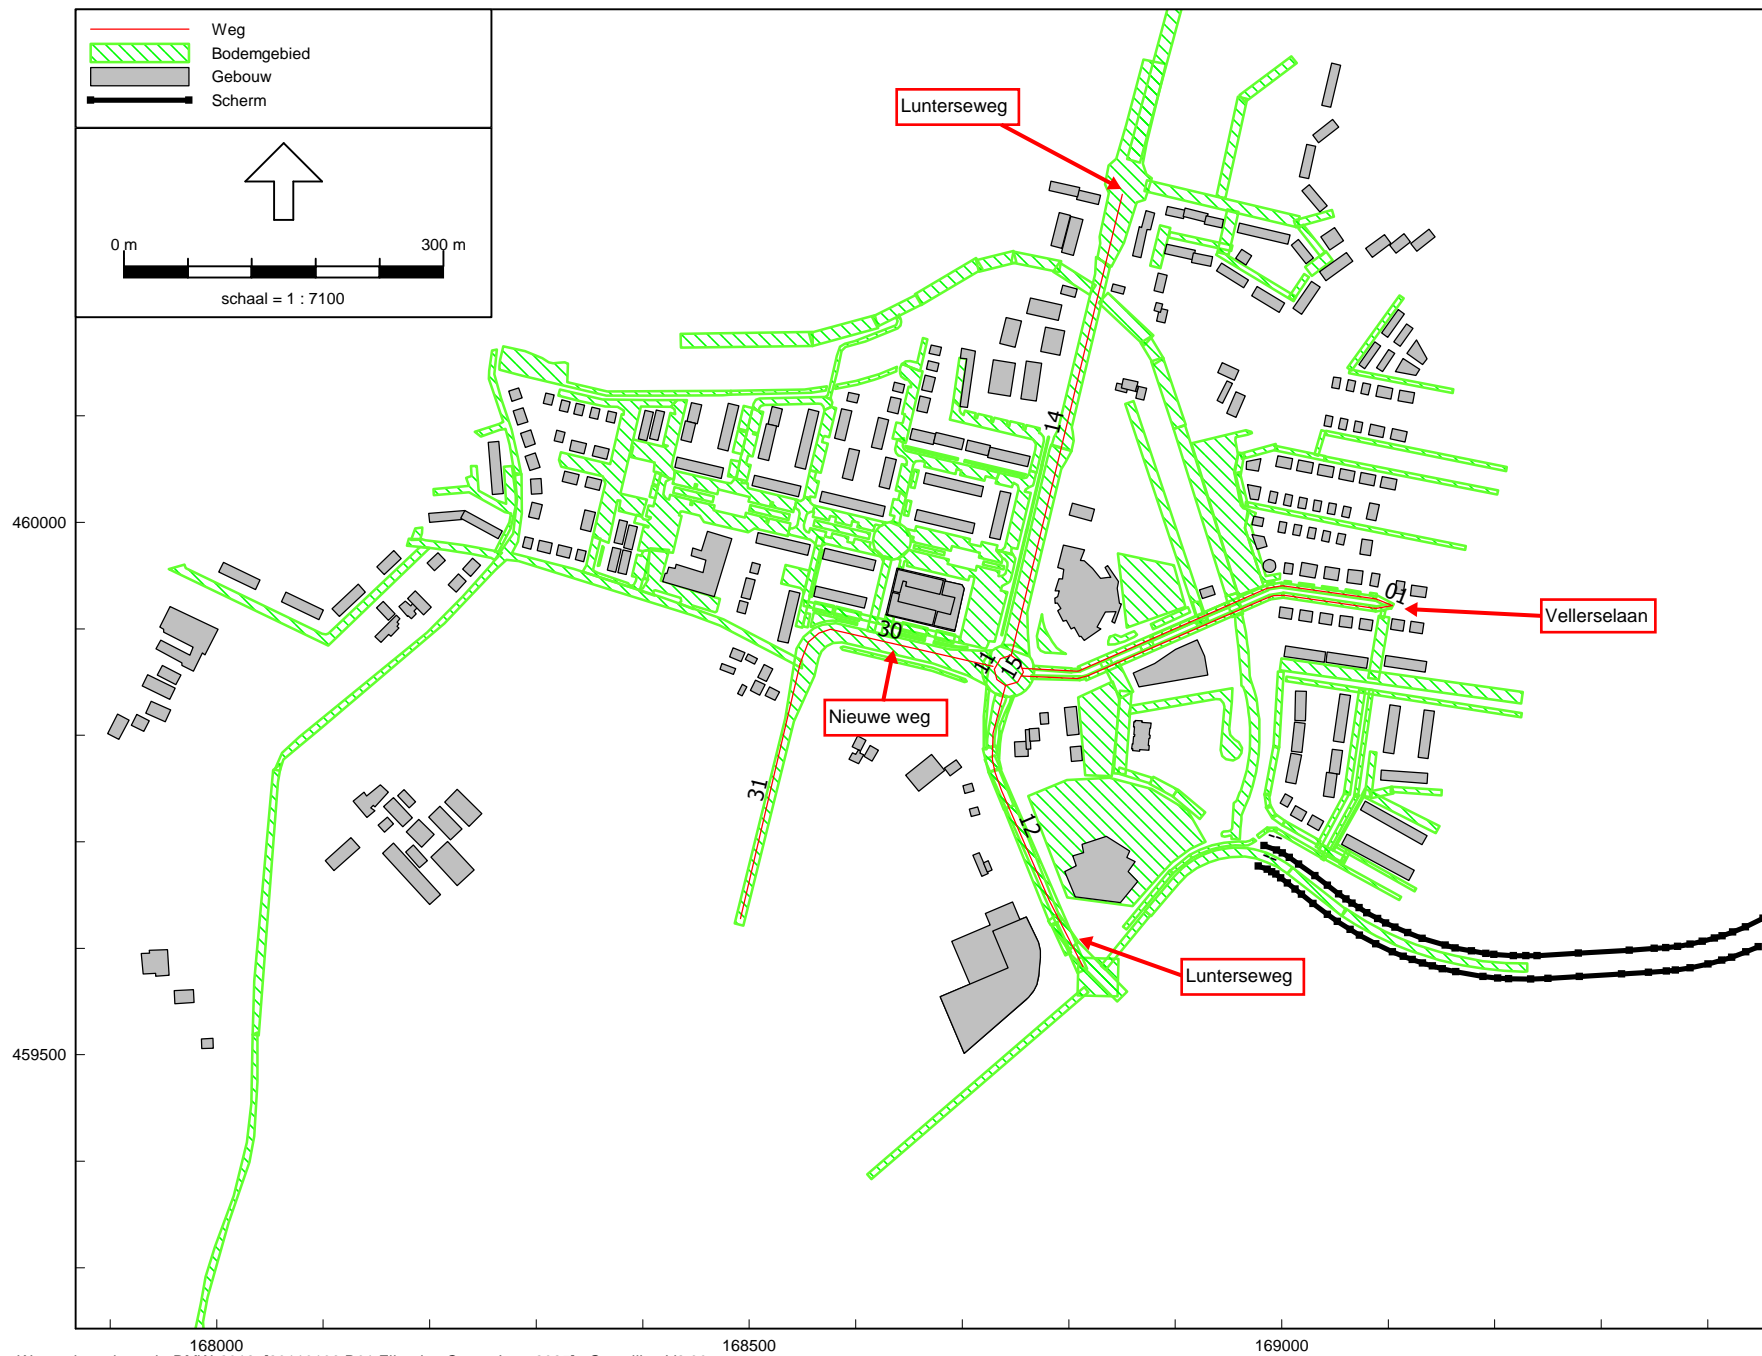 Weg
Bodemgebied
Gebouw
Scherm
0 m
300 m
schaal = 1 : 7100
Lunterseweg
14
460000
01
Vellerselaan
30
11
15
Nieuwe weg
31
12
Lunterseweg
459500
168000
168500
169000